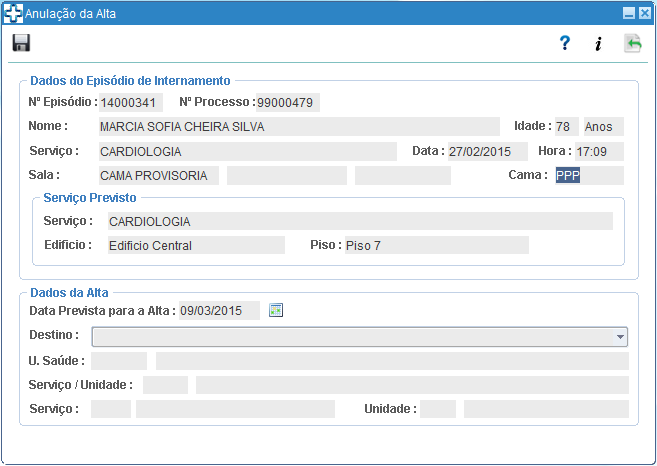 Anulação da Alta
? i
Dados do Episódio de Internamento
Nº Episódio : 14000341 Nº Processo : 99000479
Nome : MARCIA SOFIA CHEIRA SILVA Idade : 78 Anos
Serviço : CARDIOLOGIA Data : 27/02/2015 Hora : 17:09
Sala : CAMA PROVISORIA Cama : PPP
Serviço Previsto
Serviço : CARDIOLOGIA
Edifício : Edificio Central Piso : Piso 7
Dados da Alta
Data Prevista para a Alta : 09/03/2015
Destino :
U. Saúde :
Serviço / Unidade :
Serviço : Unidade :